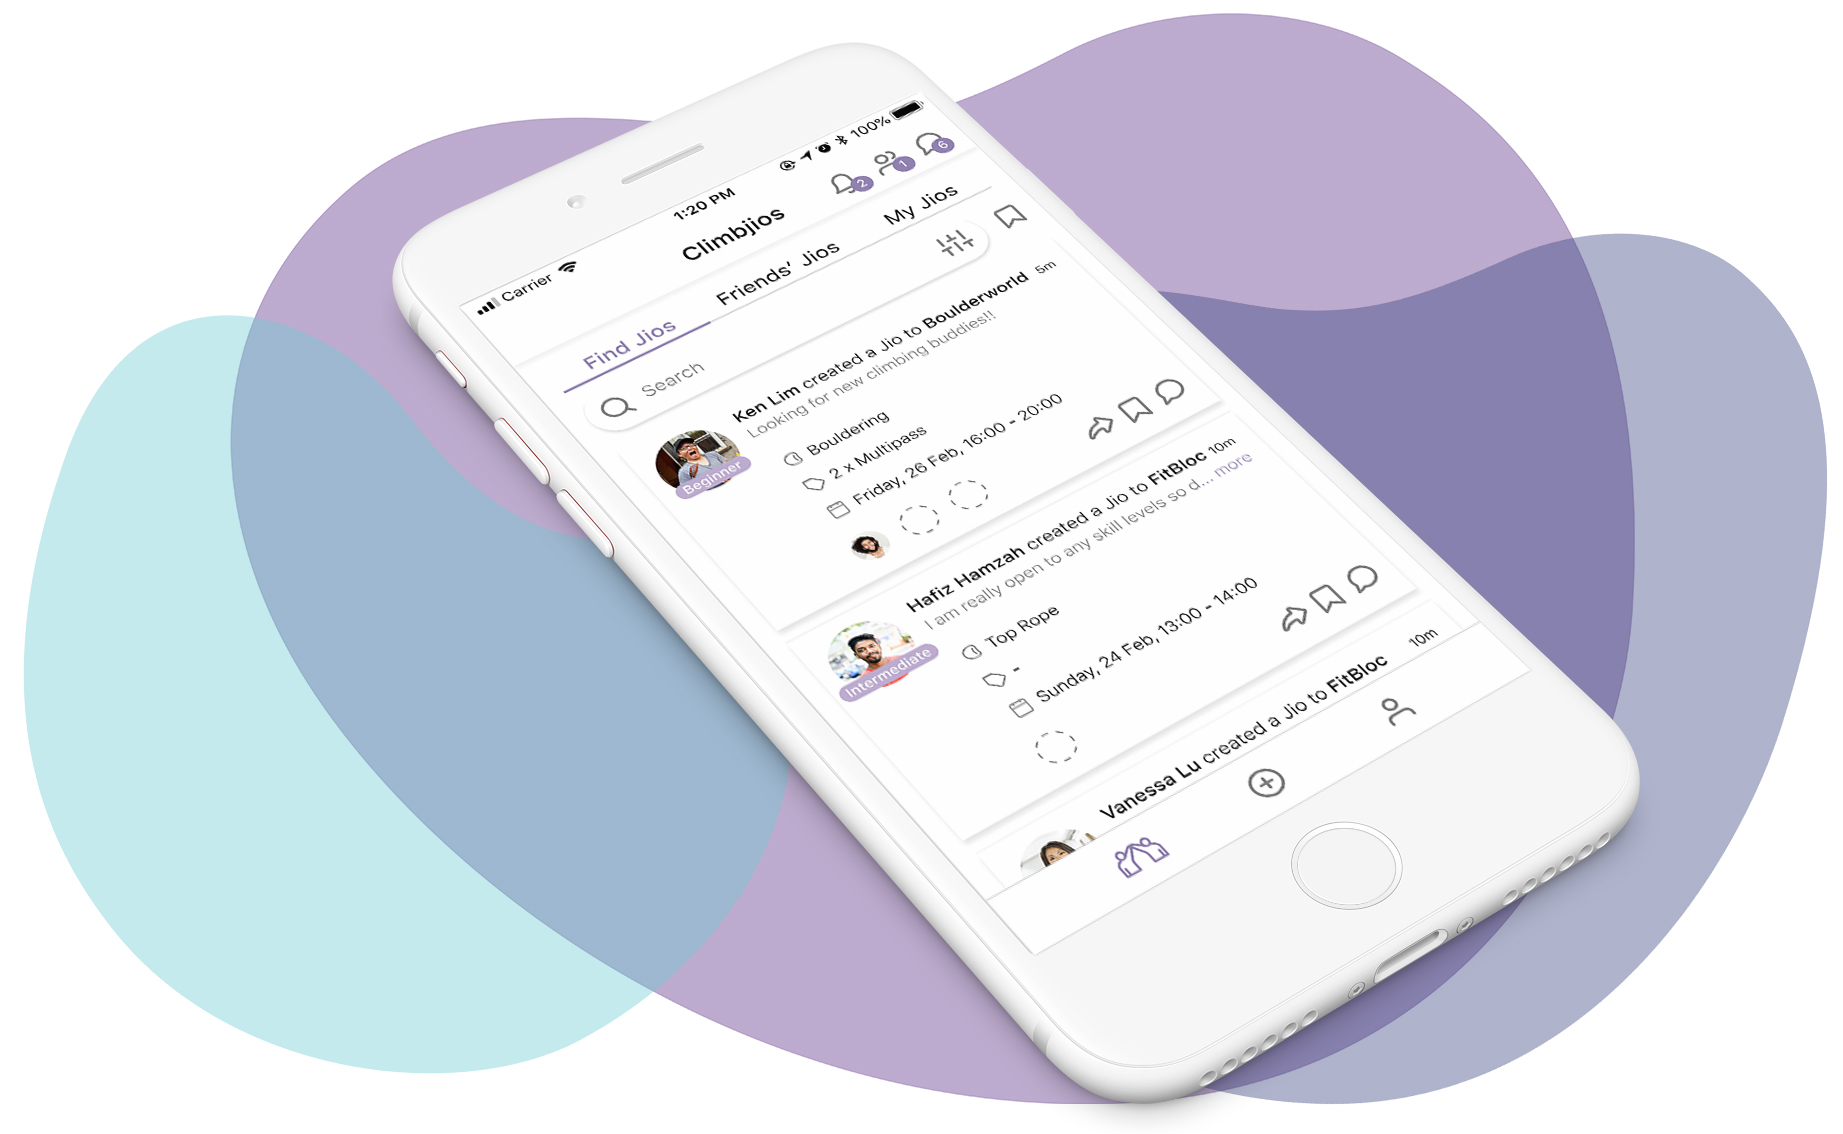 Carrier
1:20 PM
100%
Climbjios
2
1
6
Find Jios
Friends' Jios
My Jios
Search
Ken Lim created a Jio to Boulderworld
5m
Looking for new climbing buddies!!
Beginner
Bouldering
2 x Multipass
Friday, 26 Feb, 16:00 - 20:00
Hafiz Hamzah created a Jio to FitBloc
10m
I am really open to any skill levels so d... more
Intermediate
Top Rope
-
Sunday, 24 Feb, 13:00 - 14:00
Vanessa Lu created a Jio to FitBloc
10m